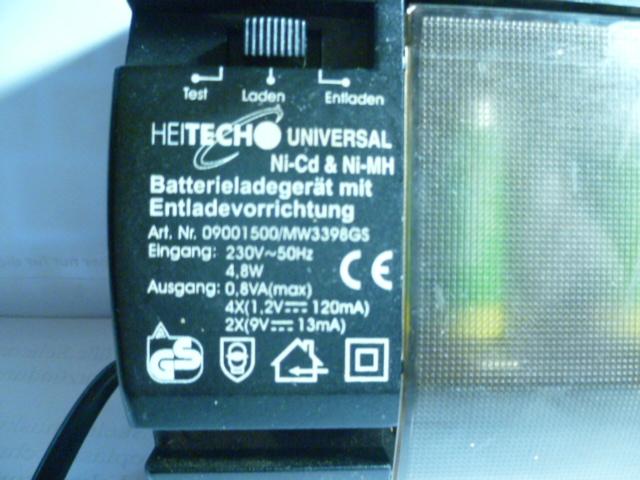 Test Laden Entladen
HEITECH UNIVERSAL
Ni-Cd & Ni-MH
Batterieladegerät mit
Entladevorrichtung
Art. Nr. 09001500/MW3398GS
Eingang: 230V~50Hz
4,8W
CE
Ausgang: 0,8VA(max)
4X(1,2V⎓120mA)
2X(9V⎓13mA)
GS